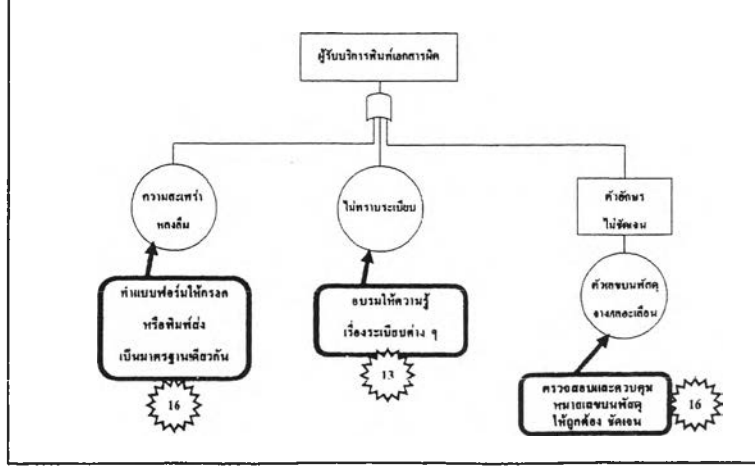 ผู้รับบริการพิมพ์เอกสารผิด
ความสะเพร่า
หลงลืม
ไม่ทราบระเบียบ
ตัวอักษร
ไม่ชัดเจน
ทำแบบฟอร์มให้กรอก
หรือพิมพ์ส่ง
เป็นมาตรฐานเดียวกัน
16
อบรมให้ความรู้
เรื่องระเบียบต่าง ๆ
13
ตัวเลขบนพัสดุ
จางและเลือน
ตรวจสอบและควบคุม
หมายเลขบนพัสดุ
ให้ถูกต้อง ชัดเจน
16